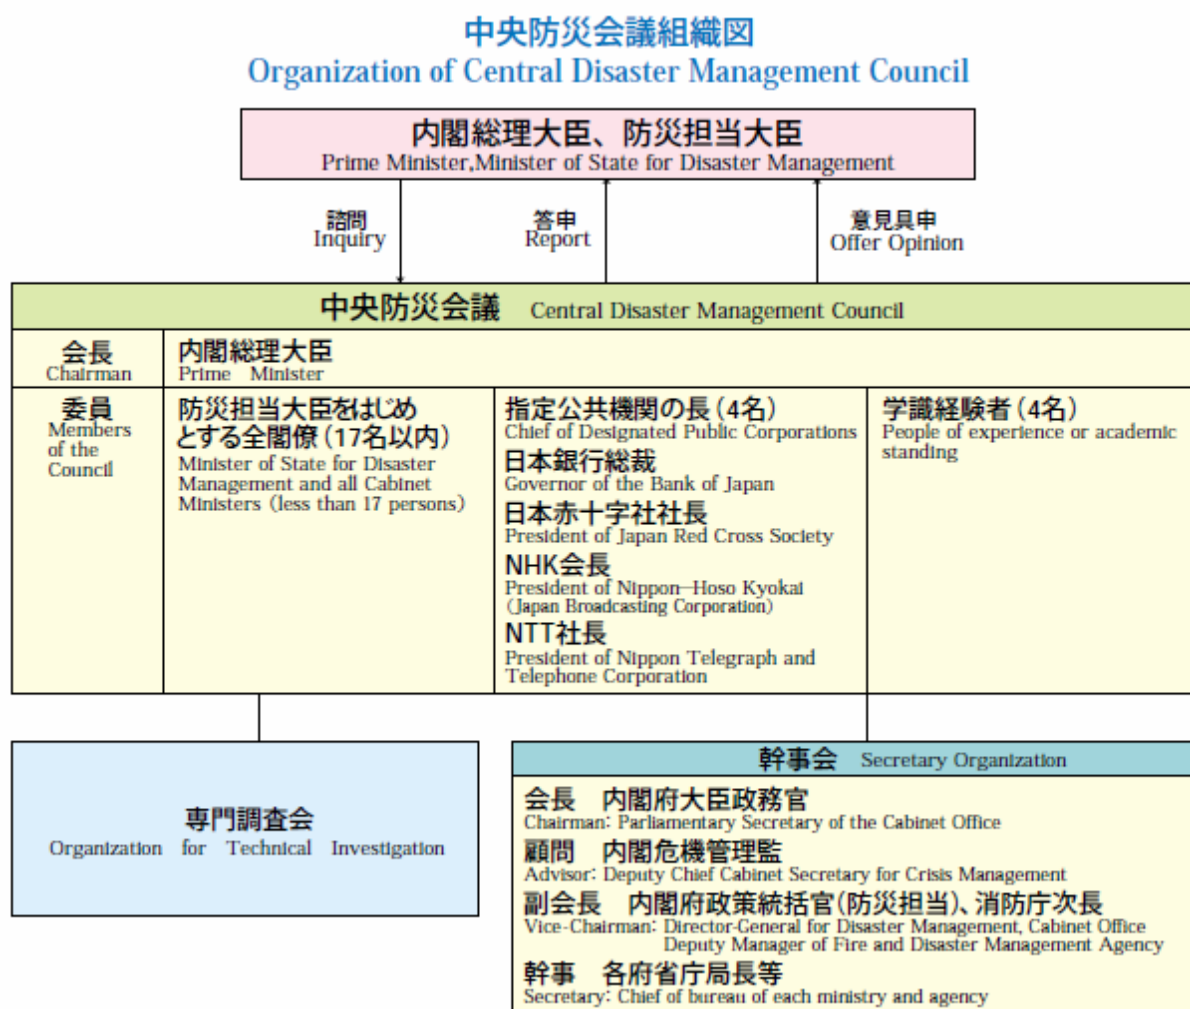 中央防災会議組織図
Organization of Central Disaster Management Council
内閣総理大臣、防災担当大臣
Prime Minister,Minister of State for Disaster Management
諮問
Inquiry
答申
Report
意見具申
Offer Opinion
中央防災会議 Central Disaster Management Council
会長
Chairman
内閣総理大臣
Prime Minister
委員
Members
of the
Council
防災担当大臣をはじめ
とする全閣僚(17名以内)
Minister of State for Disaster
Management and all Cabinet
Ministers (less than 17 persons)
指定公共機関の長(4名)
Chief of Designated Public Corporations
日本銀行総裁
Governor of the Bank of Japan
日本赤十字社社長
President of Japan Red Cross Society
NHK会長
President of Nippon–Hoso Kyokai
(Japan Broadcasting Corporation)
NTT社長
President of Nippon Telegraph and
Telephone Corporation
学識経験者(4名)
People of experience or academic
standing
専門調査会
Organization for Technical Investigation
幹事会 Secretary Organization
会長 内閣府大臣政務官
Chairman: Parliamentary Secretary of the Cabinet Office
顧問 内閣危機管理監
Advisor: Deputy Chief Cabinet Secretary for Crisis Management
副会長 内閣府政策統括官(防災担当)、消防庁次長
Vice-Chairman: Director-General for Disaster Management, Cabinet Office
Deputy Manager of Fire and Disaster Management Agency
幹事 各府省庁局長等
Secretary: Chief of bureau of each ministry and agency